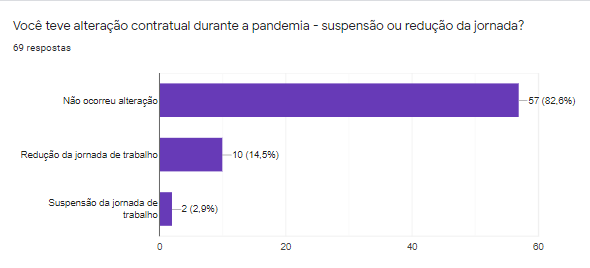 Você teve alteração contratual durante a pandemia - suspensão ou redução da jornada?
69 respostas
Não ocorreu alteração
57 (82,6%)
Redução da jornada de trabalho
10 (14,5%)
Suspensão da jornada de
trabalho
2 (2,9%)
0
20
40
60